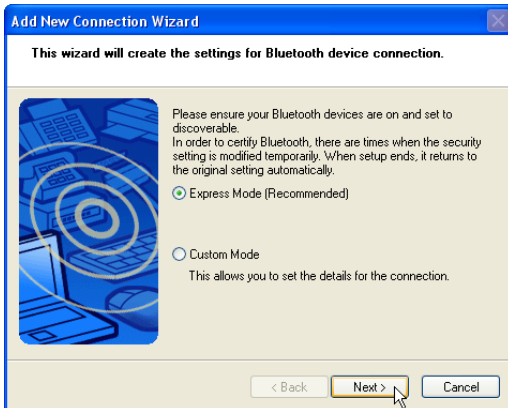 Add New Connection Wizard
This wizard will create the settings for Bluetooth device connection.
Please ensure your Bluetooth devices are on and set to
discoverable.
In order to certify Bluetooth, there are times when the security
setting is modified temporarily. When setup ends, it returns to
the original setting automatically.
Express Mode (Recommended)
Custom Mode
This allows you to set the details for the connection.
< Back Next > Cancel